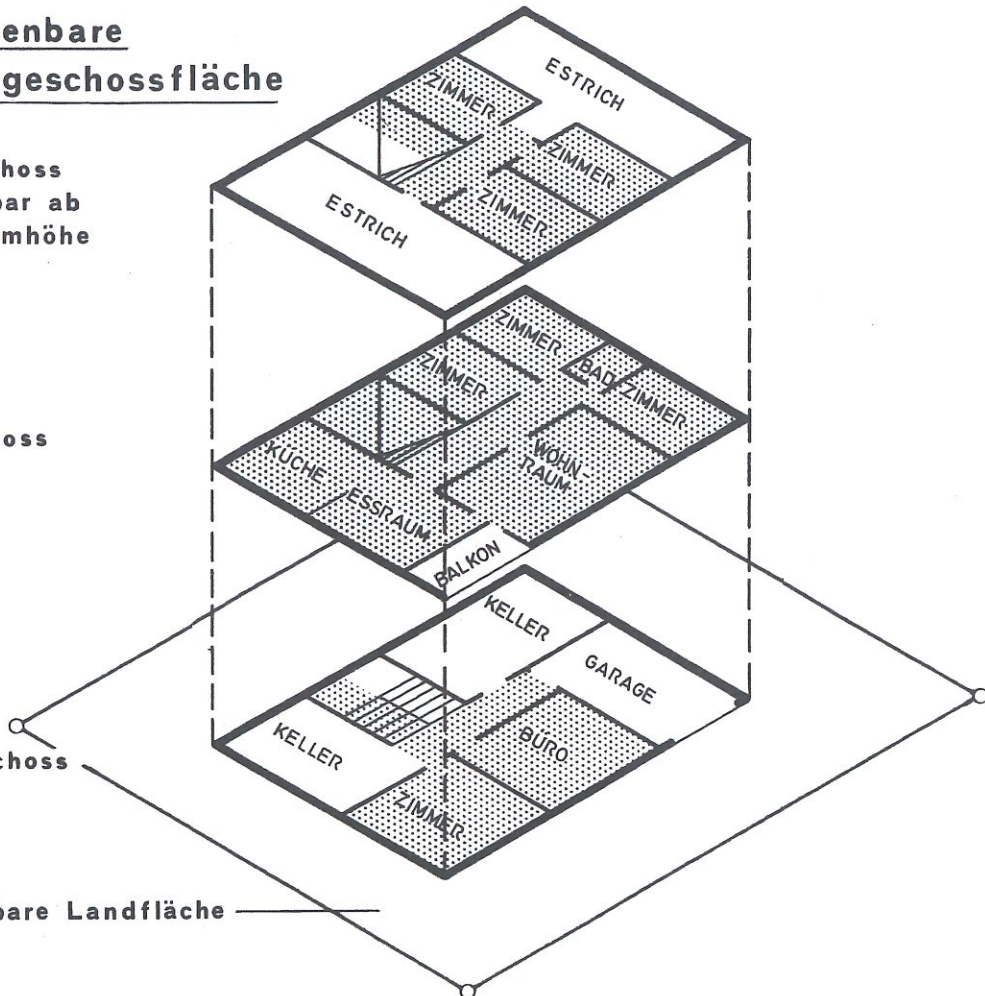 enbare
geschossfläche
hoss
bar ab
mhöhe
ESTRICH
ZIMMER
ZIMMER
ZIMMER
ESTRICH
oss
ZIMMER
ZIMMER
BAD
ZIMMER
KÜCHE
ESSRAUM
WOHN-
RAUM
BALKON
choss
KELLER
GARAGE
BÜRO
KELLER
ZIMMER
bare Landfläche